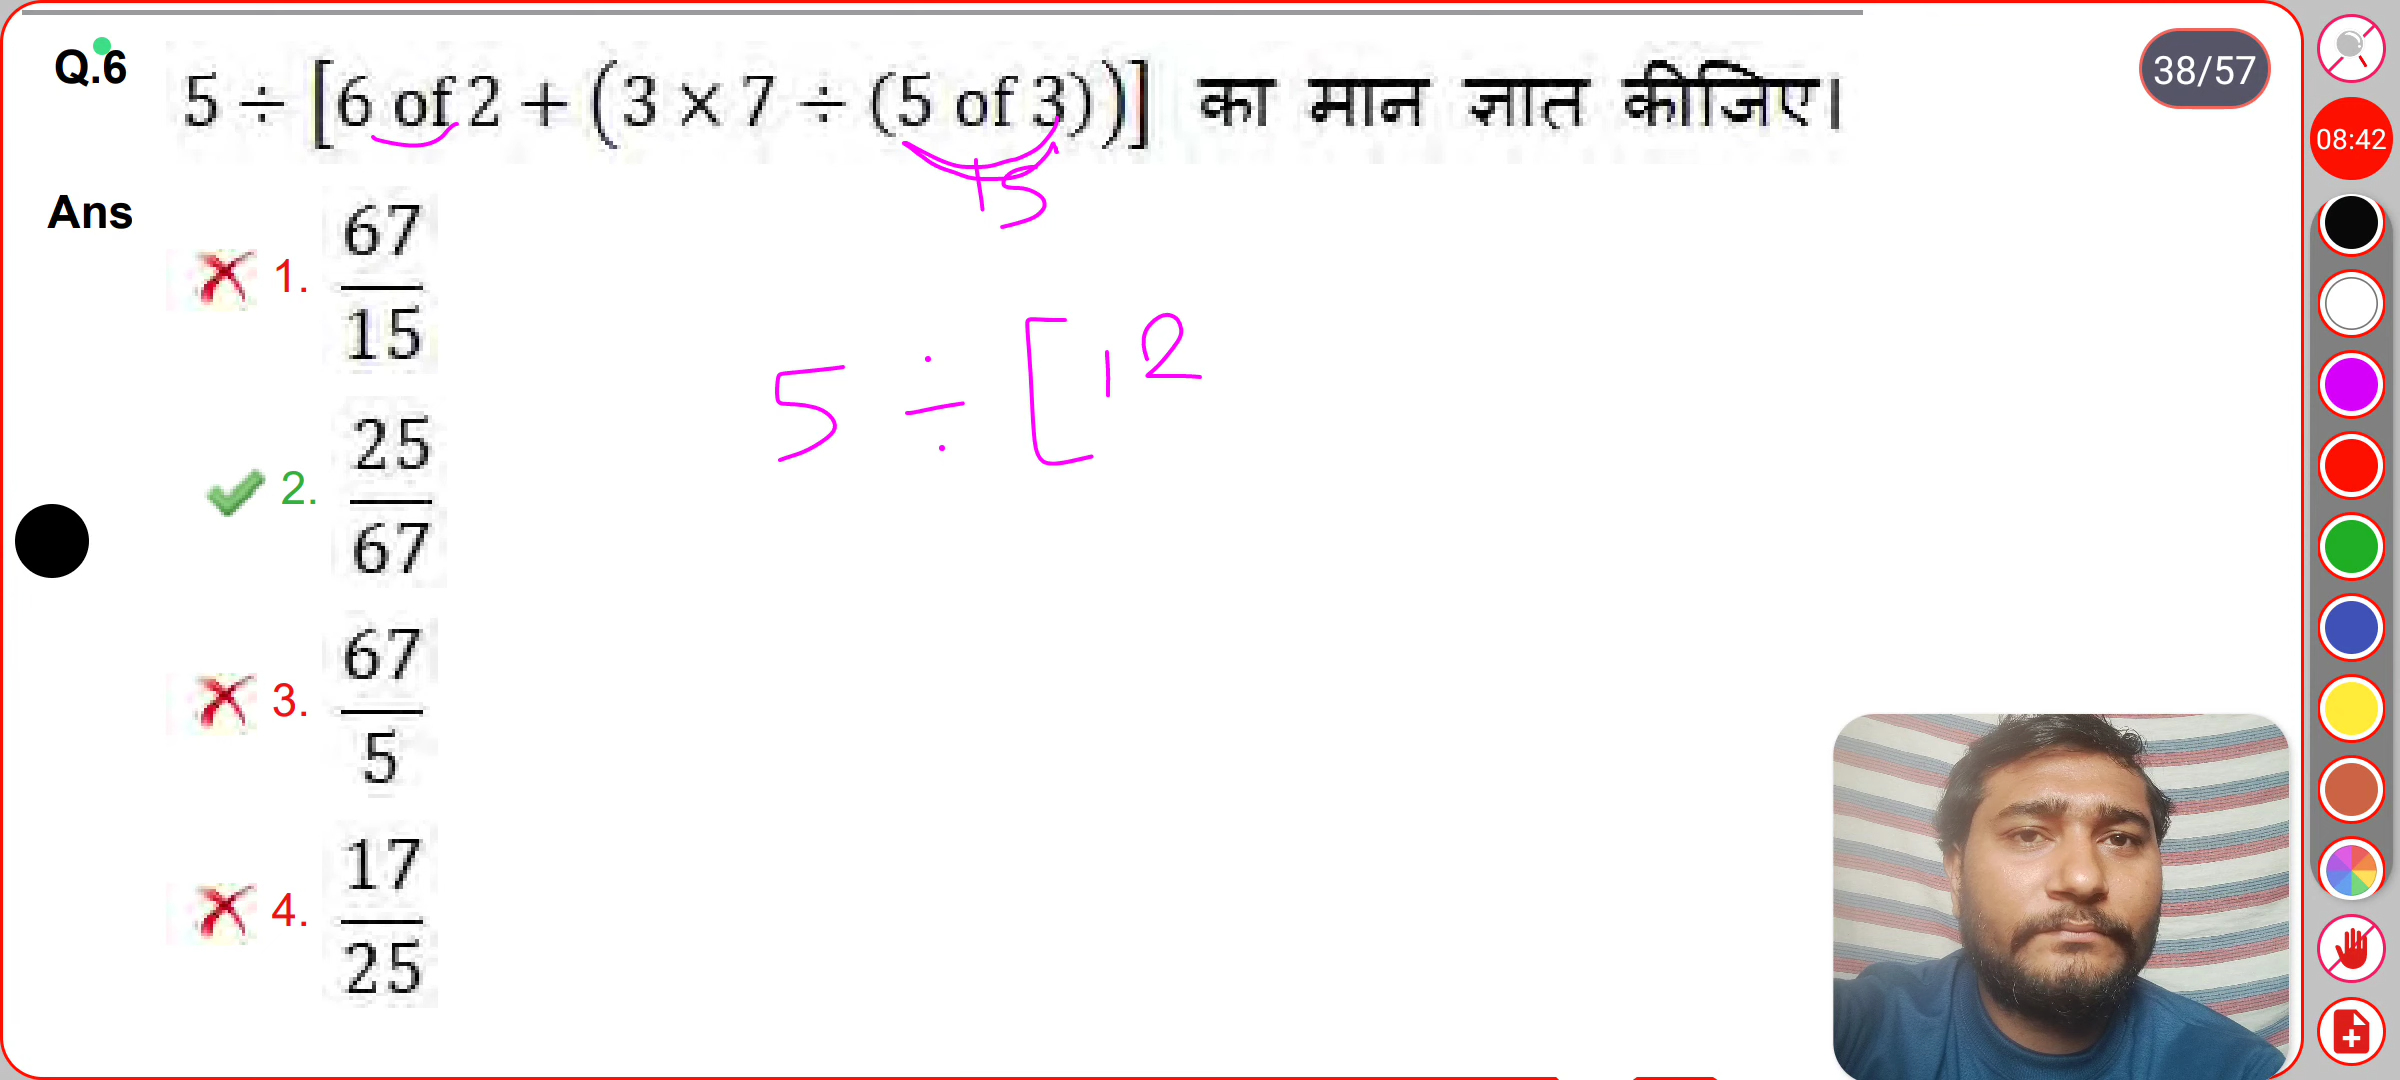 Q.6 5 ÷ [6 of 2 + (3 × 7 ÷ (5 of 3))] का मान ज्ञात कीजिए।
38/57
08:42
15
Ans
1. 67/15
2. 25/67
3. 67/5
4. 17/25
5 ÷ [12